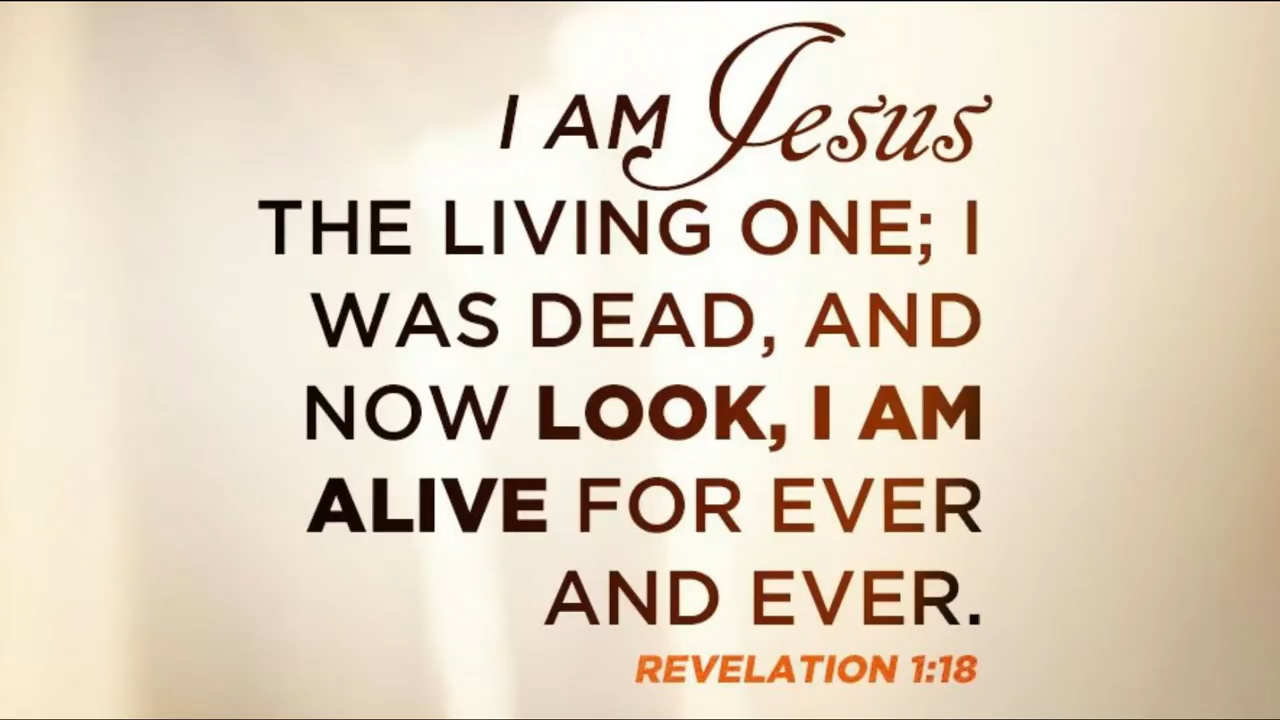 I AM Jesus
THE LIVING ONE; I
WAS DEAD, AND
NOW LOOK, I AM
ALIVE FOR EVER
AND EVER.
REVELATION 1:18